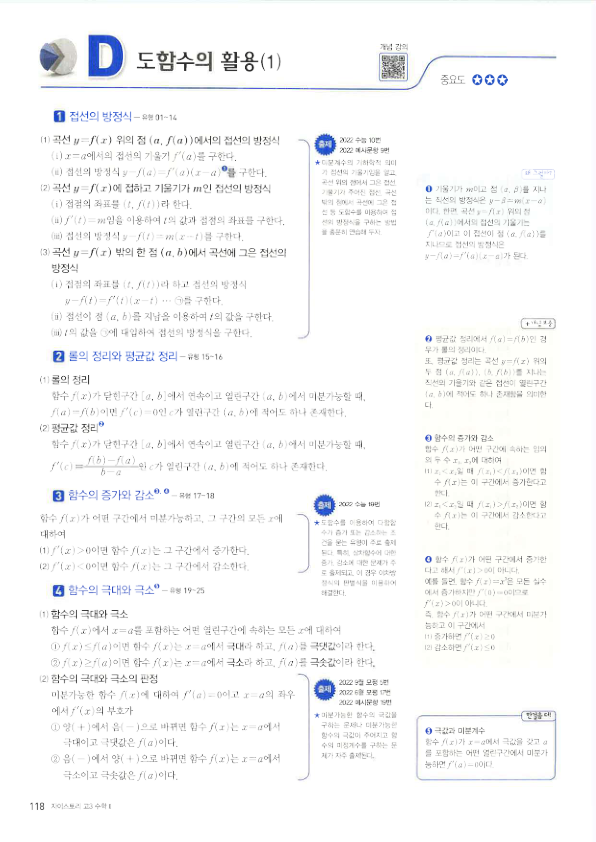 D 도함수의 활용(1)
개념 강의
중요도 ✪✪✪
1 접선의 방정식 – 유형 01~14
(1) 곡선 y=f(x) 위의 점 (a, f(a))에서의 접선의 방정식
(ⅰ) x=a에서의 접선의 기울기 f'(a)를 구한다.
(ⅱ) 접선의 방정식 y-f(a)=f'(a)(x-a)❶를 구한다.
(2) 곡선 y=f(x)에 접하고 기울기가 m인 접선의 방정식
(ⅰ) 접점의 좌표를 (t, f(t))라 한다.
(ⅱ) f'(t)=m임을 이용하여 t의 값과 접점의 좌표를 구한다.
(ⅲ) 접선의 방정식 y-f(t)=m(x-t)를 구한다.
(3) 곡선 y=f(x) 밖의 한 점 (a, b)에서 곡선에 그은 접선의
방정식
(ⅰ) 접점의 좌표를 (t, f(t))라 하고 접선의 방정식
y-f(t)=f'(t)(x-t) ⋯ ㉠를 구한다.
(ⅱ) 접선이 점 (a, b)를 지남을 이용하여 t의 값을 구한다.
(ⅲ) t의 값을 ㉠에 대입하여 접선의 방정식을 구한다.
출제 2022 수능 10번
2022 예시문항 9번
★미분계수의 기하학적 의미
가 접선의 기울기임을 알고,
곡선 위의 점에서 그은 접선,
기울기가 주어진 접선, 곡선
밖의 점에서 곡선에 그은 접
선 등 도함수를 이용하여 접
선의 방정식을 구하는 방법
을 충분히 연습해 두자.
❶ 기울기가 m이고 점 (α, β)를 지나
는 직선의 방정식은 y-β=m(x-α)
이다. 한편, 곡선 y=f(x) 위의 점
(a, f(a))에서의 접선의 기울기는
f'(a)이고 이 접선이 점 (a, f(a))를
지나므로 접선의 방정식은
y-f(a)=f'(a)(x-a)가 된다.
2 롤의 정리와 평균값 정리 – 유형 15~16
(1) 롤의 정리
함수 f(x)가 닫힌구간 [a, b]에서 연속이고 열린구간 (a, b)에서 미분가능할 때,
f(a)=f(b)이면 f'(c)=0인 c가 열린구간 (a, b)에 적어도 하나 존재한다.
(2) 평균값 정리❷
함수 f(x)가 닫힌구간 [a, b]에서 연속이고 열린구간 (a, b)에서 미분가능할 때,
f'(c)=f(b)-f(a)/b-a인 c가 열린구간 (a, b)에 적어도 하나 존재한다.
❷ 평균값 정리에서 f(a)=f(b)인 경
우가 롤의 정리이다.
또, 평균값 정리는 곡선 y=f(x) 위의
두 점 (a, f(a)), (b, f(b))를 지나는
직선의 기울기와 같은 접선이 열린구간
(a, b)에 적어도 하나 존재함을 의미한
다.
3 함수의 증가와 감소❸,❹ – 유형 17~18
함수 f(x)가 어떤 구간에서 미분가능하고, 그 구간의 모든 x에
대하여
(1) f'(x)>0이면 함수 f(x)는 그 구간에서 증가한다.
(2) f'(x)<0이면 함수 f(x)는 그 구간에서 감소한다.
출제 2022 수능 19번
★도함수를 이용하여 다항함
수가 증가 또는 감소하는 조
건을 묻는 유형이 주로 출제
된다. 특히, 삼차함수에 대한
증가, 감소에 대한 문제가 주
로 출제되고, 이 경우 이차방
정식의 판별식을 이용하여
해결한다.
❸ 함수의 증가와 감소
함수 f(x)가 어떤 구간에 속하는 임의
의 두 수 x₁, x₂에 대하여
(1) x₁<x₂일 때 f(x₁)<f(x₂)이면 함
수 f(x)는 이 구간에서 증가한다고
한다.
(2) x₁<x₂일 때 f(x₁)>f(x₂)이면 함
수 f(x)는 이 구간에서 감소한다고
한다.
❹ 함수 f(x)가 어떤 구간에서 증가한
다고 해서 f'(x)>0이 아니다.
예를 들면, 함수 f(x)=x³은 모든 실수
에서 증가하지만 f'(0)=0이므로
f'(x)>0이 아니다.
즉, 함수 f(x)가 어떤 구간에서 미분가
능하고 이 구간에서
(1) 증가하면 f'(x)≥0
(2) 감소하면 f'(x)≤0
4 함수의 극대와 극소❺ – 유형 19~25
(1) 함수의 극대와 극소
함수 f(x)에서 x=a를 포함하는 어떤 열린구간에 속하는 모든 x에 대하여
① f(x)≤f(a)이면 함수 f(x)는 x=a에서 극대라 하고, f(a)를 극댓값이라 한다.
② f(x)≥f(a)이면 함수 f(x)는 x=a에서 극소라 하고, f(a)를 극솟값이라 한다.
(2) 함수의 극대와 극소의 판정
미분가능한 함수 f(x)에 대하여 f'(a)=0이고 x=a의 좌우
에서 f'(x)의 부호가
① 양(+)에서 음(-)으로 바뀌면 함수 f(x)는 x=a에서
극대이고 극댓값은 f(a)이다.
② 음(-)에서 양(+)으로 바뀌면 함수 f(x)는 x=a에서
극소이고 극솟값은 f(a)이다.
출제 2022 9월 모평 5번
2022 6월 모평 17번
2022 예시문항 19번
★미분가능한 함수의 극값을
구하는 문제나 미분가능한
함수의 극값이 주어지고 함
수의 미정계수를 구하는 문
제가 자주 출제된다.
❺ 극값과 미분계수
함수 f(x)가 x=a에서 극값을 갖고 a
를 포함하는 어떤 열린구간에서 미분가
능하면 f'(a)=0이다.
118 자이스토리 고3 수학Ⅱ